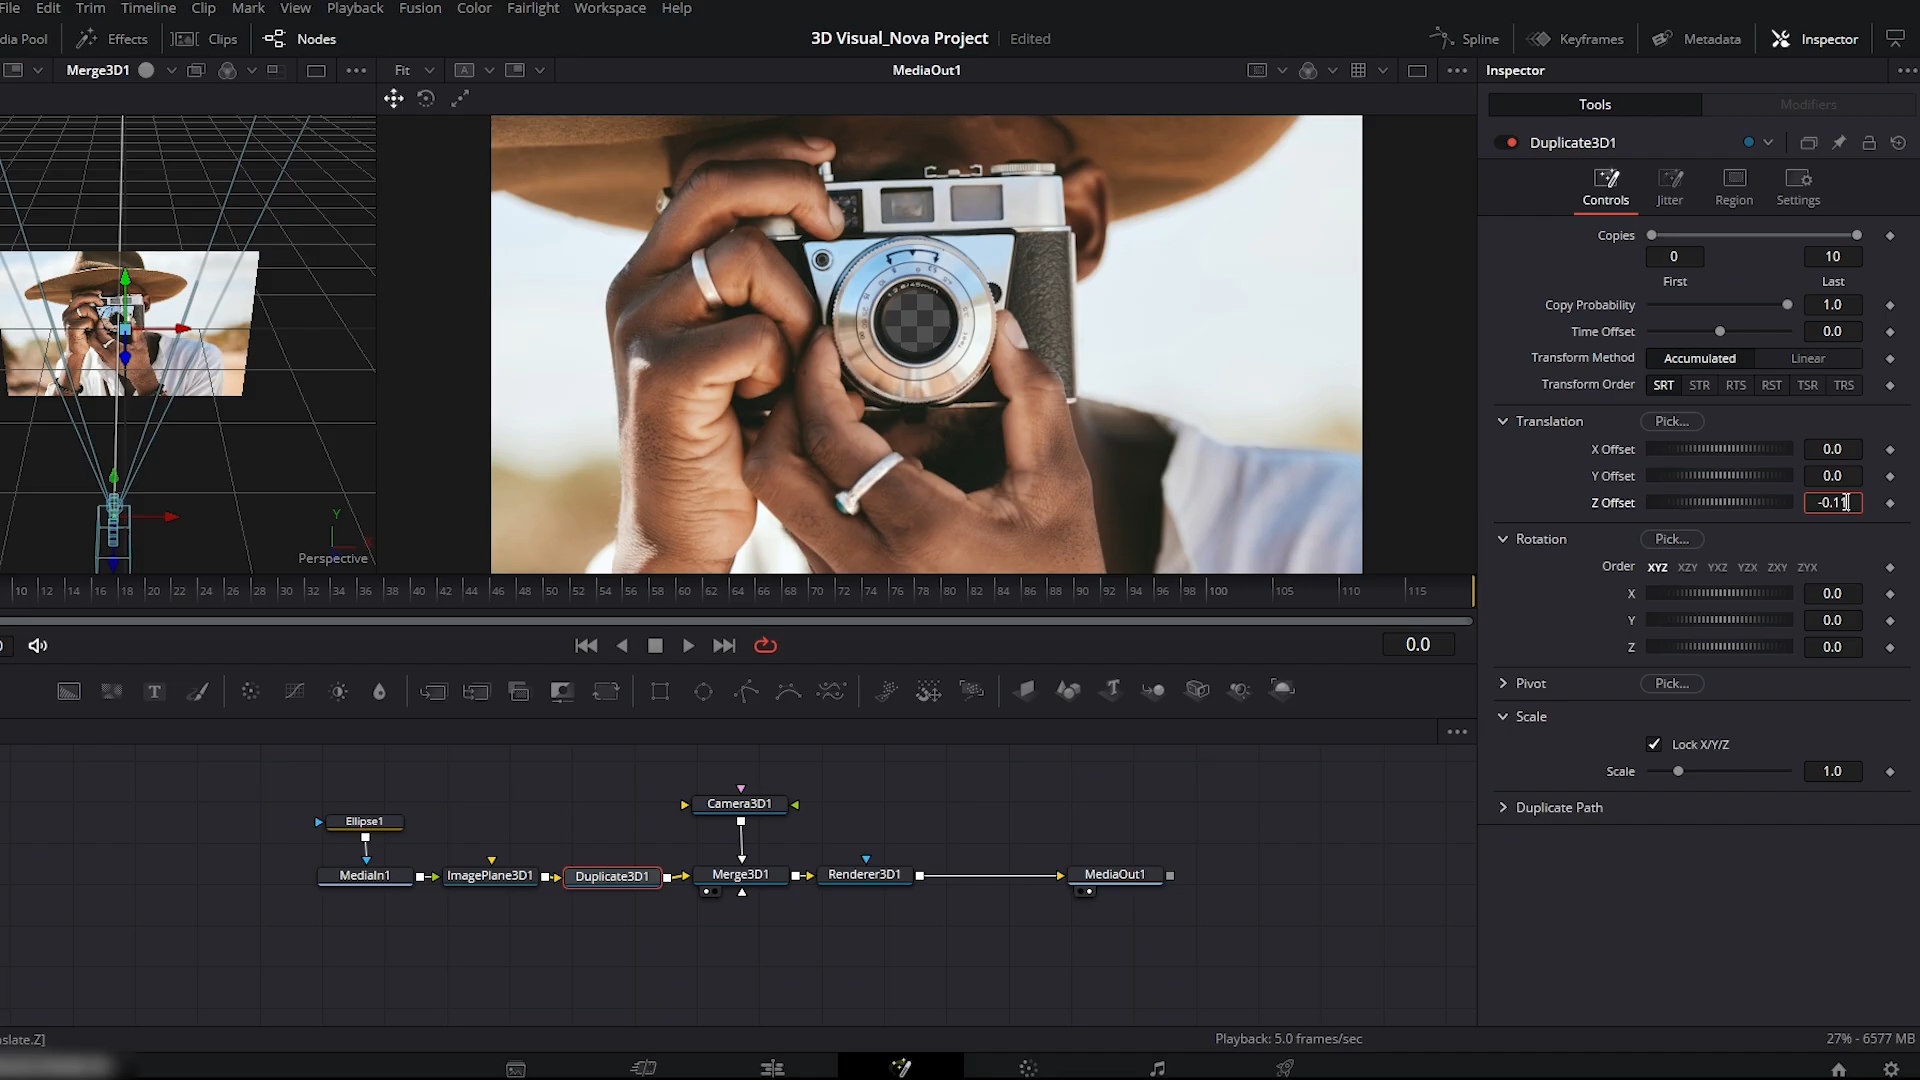 File Edit Trim Timeline Clip Mark View Playback Fusion Color Fairlight Workspace Help
dia Pool Effects Clips Nodes 3D Visual_Nova Project Edited Spline Keyframes Metadata Inspector
Merge3D1 Fit A MediaOut1 Inspector
Tools Modifiers
Duplicate3D1
Controls Jitter Region Settings
Copies
0 10
First Last
Copy Probability 1.0
Time Offset 0.0
Transform Method Accumulated Linear
Transform Order SRT STR RTS RST TSR TRS
Translation Pick...
X Offset 0.0
Y Offset 0.0
Z Offset -0.11
Rotation Pick...
Order XYZ XZY YXZ YZX ZXY ZYX
X 0.0
Y 0.0
Z 0.0
Pivot Pick...
Scale
Lock X/Y/Z
Scale 1.0
Duplicate Path
Y
Perspective
10 12 14 16 18 20 22 24 26 28 30 32 34 36 38 40 42 44 46 48 50 52 54 56 58 60 62 64 66 68 70 72 74 76 78 80 82 84 86 88 90 92 94 96 98 100 105 110 115
0.0
T T
Camera3D1
Ellipse1
MediaIn1 ImagePlane3D1 Duplicate3D1 Merge3D1 Renderer3D1 MediaOut1
slate.Z] Playback: 5.0 frames/sec 27% - 6577 MB